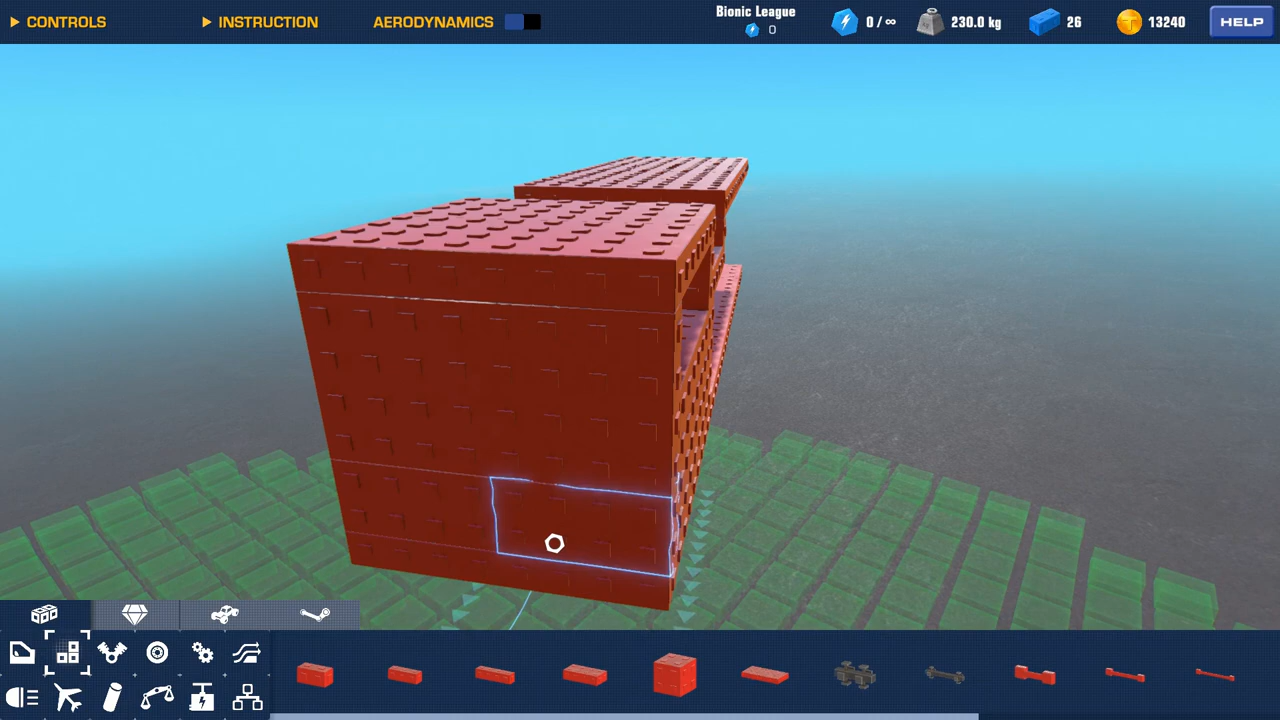 CONTROLS
INSTRUCTION
AERODYNAMICS
Bionic League
0
0 / ∞
230.0 kg
26
13240
HELP